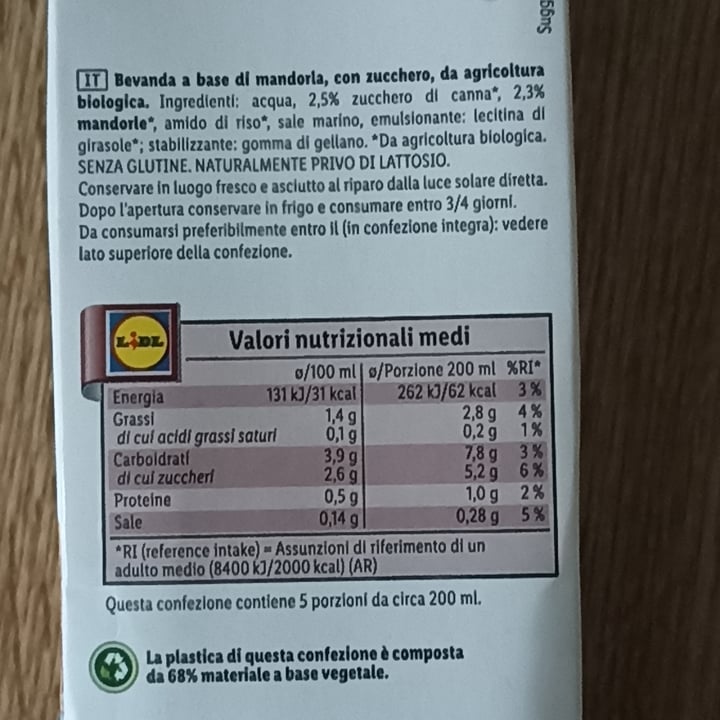 IT Bevanda a base di mandorla, con zucchero, da agricoltura
biologica. Ingredienti: acqua, 2,5% zucchero di canna*, 2,3%
mandorle*, amido di riso*, sale marino, emulsionante: lecitina di
girasole*; stabilizzante: gomma di gellano. *Da agricoltura biologica.
SENZA GLUTINE. NATURALMENTE PRIVO DI LATTOSIO.
Conservare in luogo fresco e asciutto al riparo dalla luce solare diretta.
Dopo l'apertura conservare in frigo e consumare entro 3/4 giorni.
Da consumarsi preferibilmente entro il (in confezione integra): vedere
lato superiore della confezione.
LIDL
Valori nutrizionali medi
ø/100 ml ø/Porzione 200 ml %RI*
Energia 131 kJ/31 kcal 262 kJ/62 kcal 3 %
Grassi 1,4 g 2,8 g 4 %
di cui acidi grassi saturi 0,1 g 0,2 g 1 %
Carboidrati 3,9 g 7,8 g 3 %
di cui zuccheri 2,6 g 5,2 g 6 %
Proteine 0,5 g 1,0 g 2 %
Sale 0,14 g 0,28 g 5 %
*RI (reference intake) = Assunzioni di riferimento di un
adulto medio (8400 kJ/2000 kcal) (AR)
Questa confezione contiene 5 porzioni da circa 200 ml.
La plastica di questa confezione è composta
da 68% materiale a base vegetale.